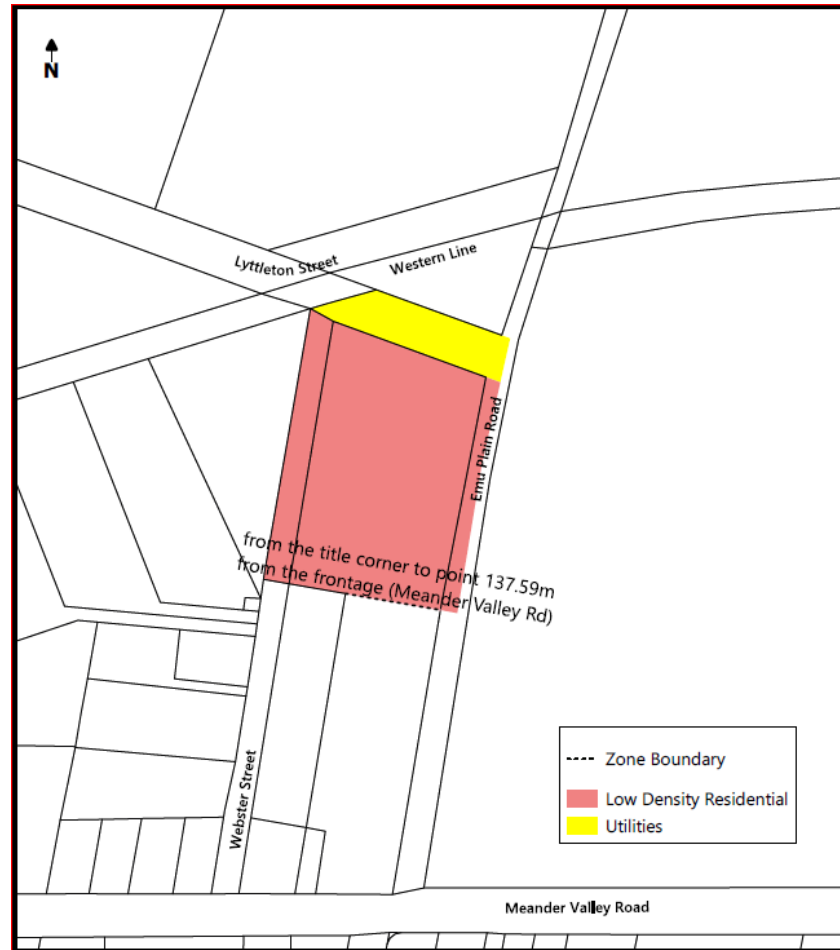 N
Lyttleton Street
Western Line
Emu Plain Road
from the title corner to point 137.59m
from the frontage (Meander Valley Rd)
Webster Street
Zone Boundary
Low Density Residential
Utilities
Meander Valley Road